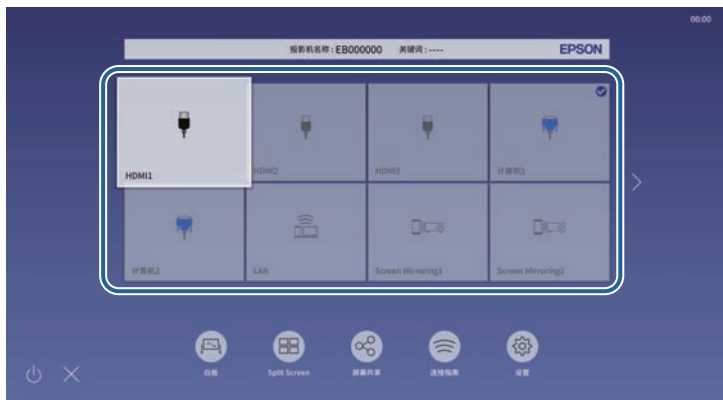 00:00
投影机名称 : EB000000 关键词 : ---- EPSON
HDMI1 HDMI2 HDMI3 计算机1
计算机2 LAN Screen Mirroring1 Screen Mirroring2
白板 Split Screen 屏幕共享 连接指南 设置